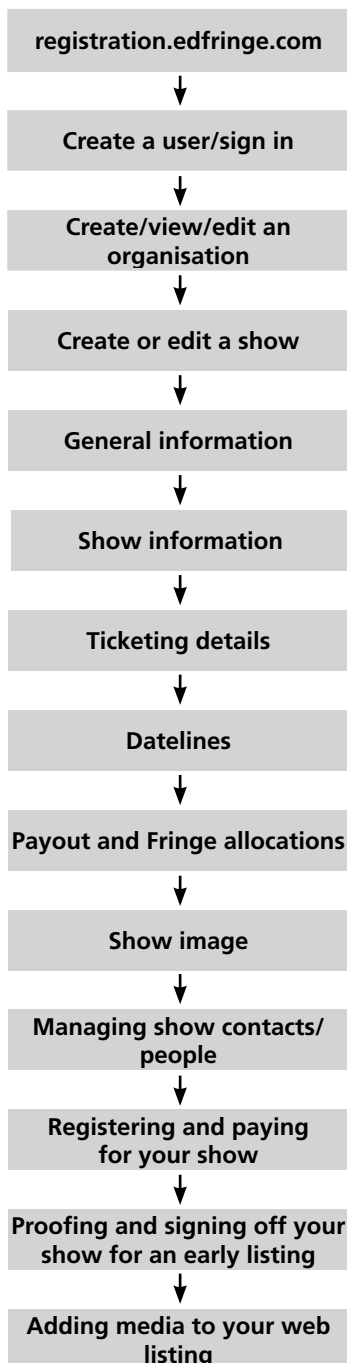 registration.edfringe.com
Create a user/sign in
Create/view/edit an
organisation
Create or edit a show
General information
Show information
Ticketing details
Datelines
Payout and Fringe allocations
Show image
Managing show contacts/
people
Registering and paying
for your show
Proofing and signing off your
show for an early listing
Adding media to your web
listing